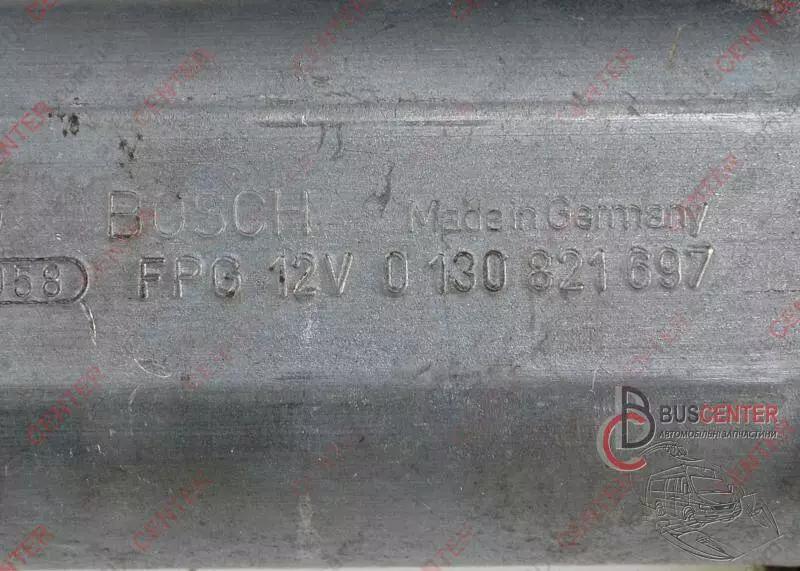 BOSCH Made in Germany
058 FPG 12V 0 130 821 697
BUSCENTER
АВТОМОБІЛЬНІ ЗАПЧАСТИНИ